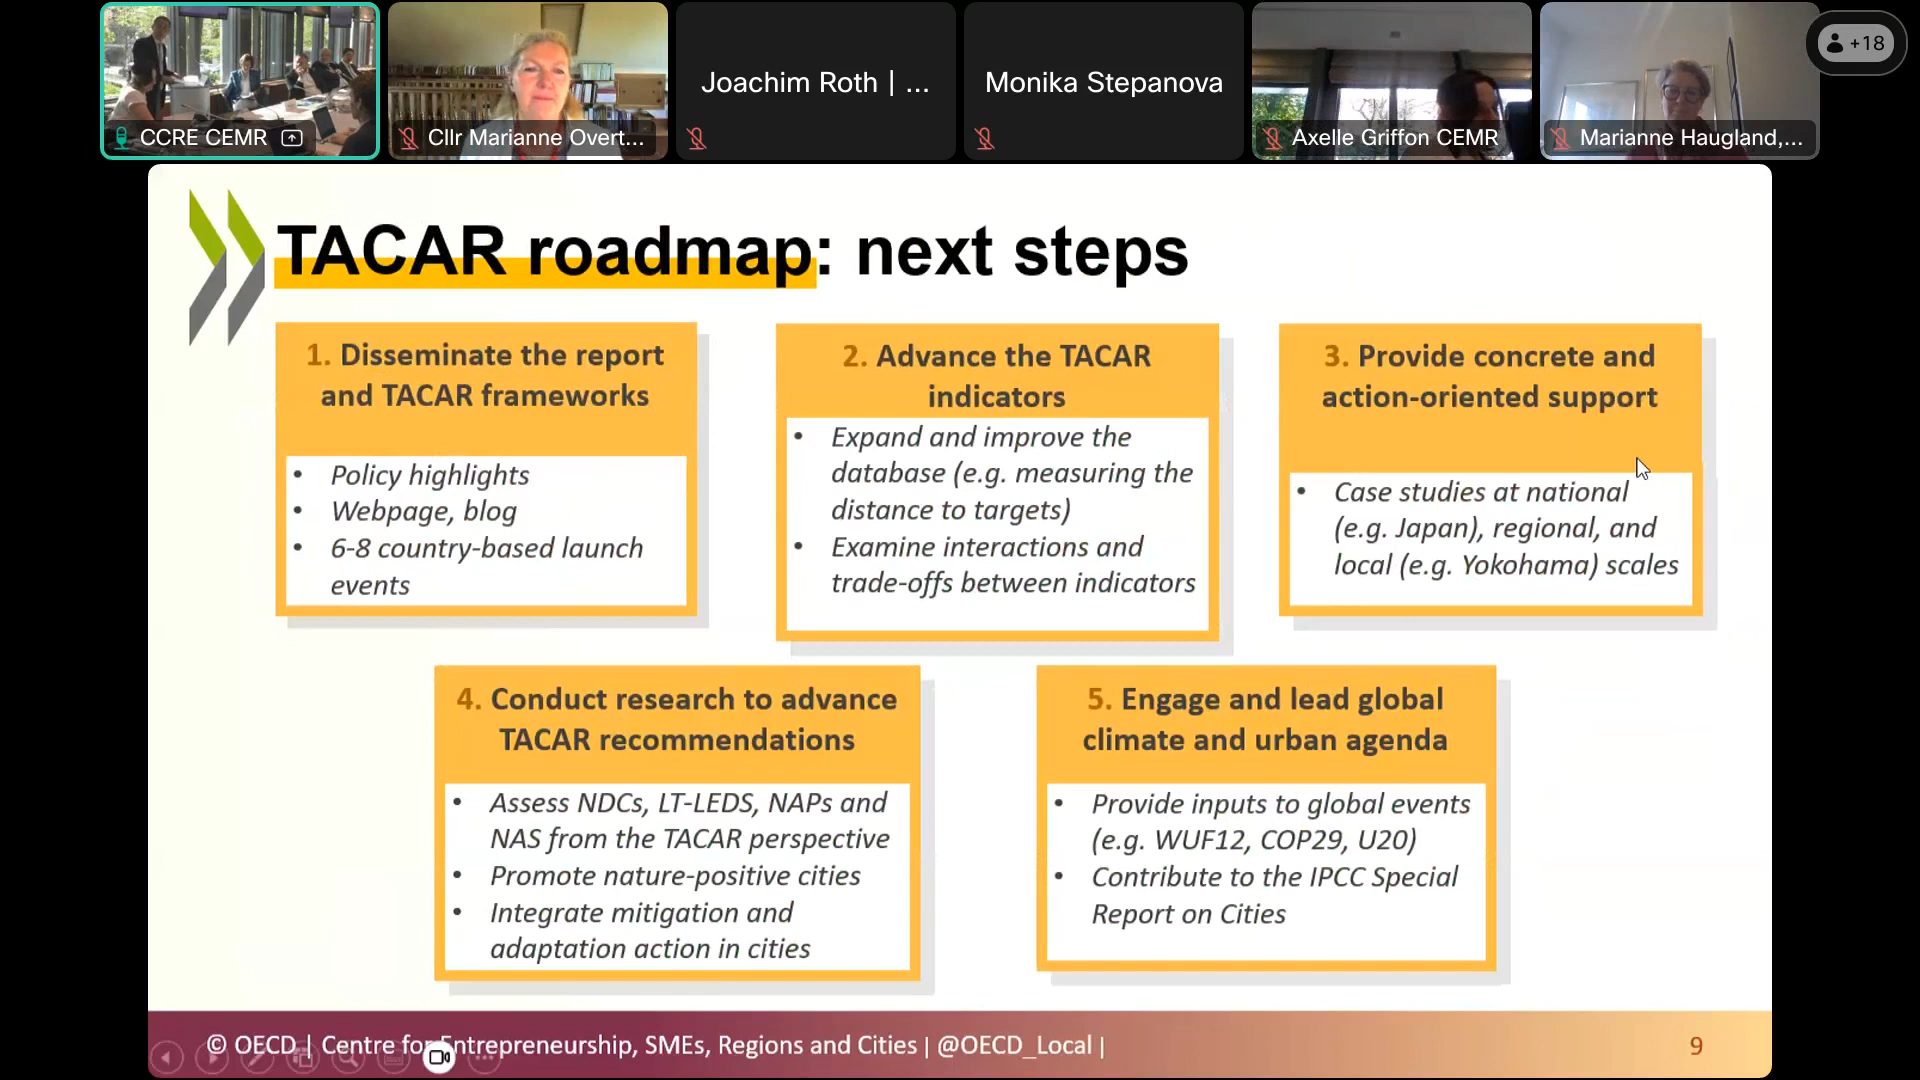 CCRE CEMR
Cllr Marianne Overt...
Joachim Roth | ...
Monika Stepanova
Axelle Griffon CEMR
Marianne Haugland,...
+18
TACAR roadmap: next steps
1. Disseminate the report
and TACAR frameworks
• Policy highlights
• Webpage, blog
• 6-8 country-based launch
events
2. Advance the TACAR
indicators
• Expand and improve the
database (e.g. measuring the
distance to targets)
• Examine interactions and
trade-offs between indicators
3. Provide concrete and
action-oriented support
• Case studies at national
(e.g. Japan), regional, and
local (e.g. Yokohama) scales
4. Conduct research to advance
TACAR recommendations
• Assess NDCs, LT-LEDS, NAPs and
NAS from the TACAR perspective
• Promote nature-positive cities
• Integrate mitigation and
adaptation action in cities
5. Engage and lead global
climate and urban agenda
• Provide inputs to global events
(e.g. WUF12, COP29, U20)
• Contribute to the IPCC Special
Report on Cities
© OECD | Centre for Entrepreneurship, SMEs, Regions and Cities | @OECD_Local |
9